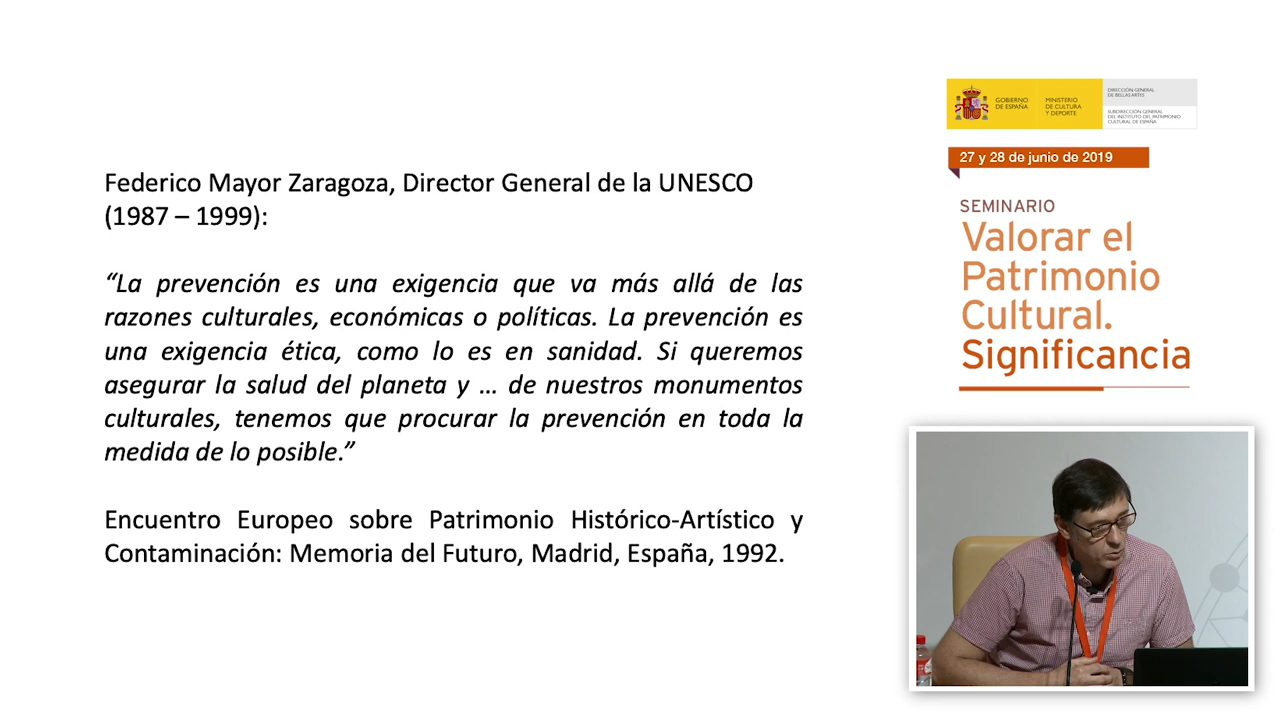 Federico Mayor Zaragoza, Director General de la UNESCO
(1987 – 1999):
“La prevención es una exigencia que va más allá de las
razones culturales, económicas o políticas. La prevención es
una exigencia ética, como lo es en sanidad. Si queremos
asegurar la salud del planeta y ... de nuestros monumentos
culturales, tenemos que procurar la prevención en toda la
medida de lo posible.”
Encuentro Europeo sobre Patrimonio Histórico-Artístico y
Contaminación: Memoria del Futuro, Madrid, España, 1992.
GOBIERNO
DE ESPAÑA
MINISTERIO
DE CULTURA
Y DEPORTE
DIRECCIÓN GENERAL
DE BELLAS ARTES
SUBDIRECCIÓN GENERAL
DEL INSTITUTO DEL PATRIMONIO
CULTURAL DE ESPAÑA
27 y 28 de junio de 2019
SEMINARIO
Valorar el
Patrimonio
Cultural.
Significancia